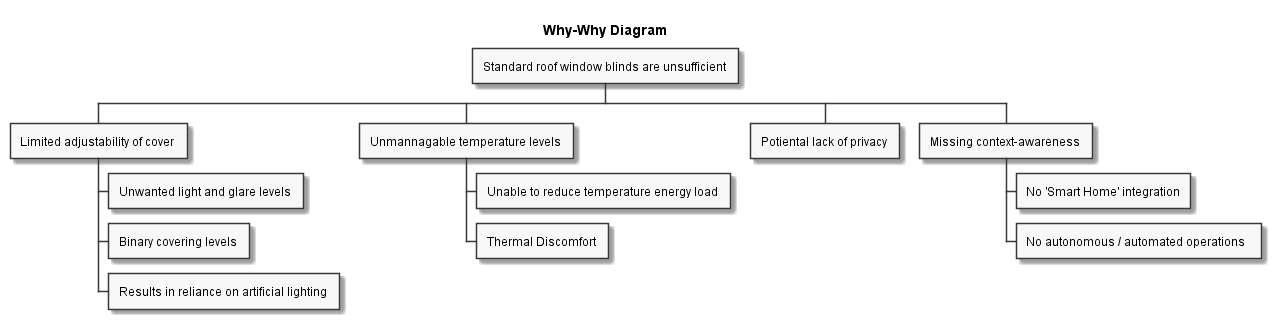 Why-Why Diagram
Standard roof window blinds are unsufficient
Limited adjustability of cover
Unmannagable temperature levels
Potiental lack of privacy
Missing context-awareness
Unwanted light and glare levels
Unable to reduce temperature energy load
No 'Smart Home' integration
Binary covering levels
Thermal Discomfort
No autonomous / automated operations
Results in reliance on artificial lighting